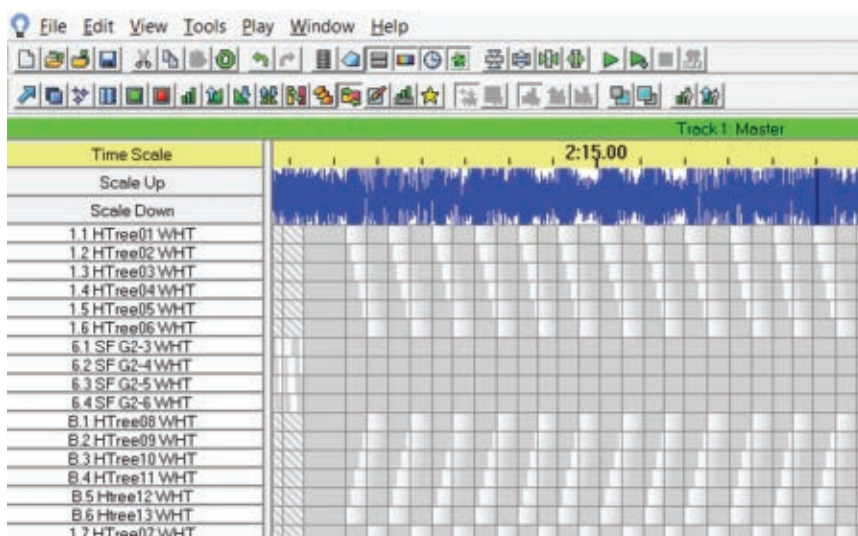 File Edit View Tools Play Window Help
Track 1: Master
Time Scale 2:15.00
Scale Up
Scale Down
1.1 HTree01 WHT
1.2 HTree02 WHT
1.3 HTree03 WHT
1.4 HTree04 WHT
1.5 HTree05 WHT
1.6 HTree06 WHT
6.1 SF G2-3 WHT
6.2 SF G2-4 WHT
6.3 SF G2-5 WHT
6.4 SF G2-6 WHT
B.1 HTree08 WHT
B.2 HTree09 WHT
B.3 HTree10 WHT
B.4 HTree11 WHT
B.5 Htree12 WHT
B.6 Htree13 WHT
1.7 HTree07 WHT